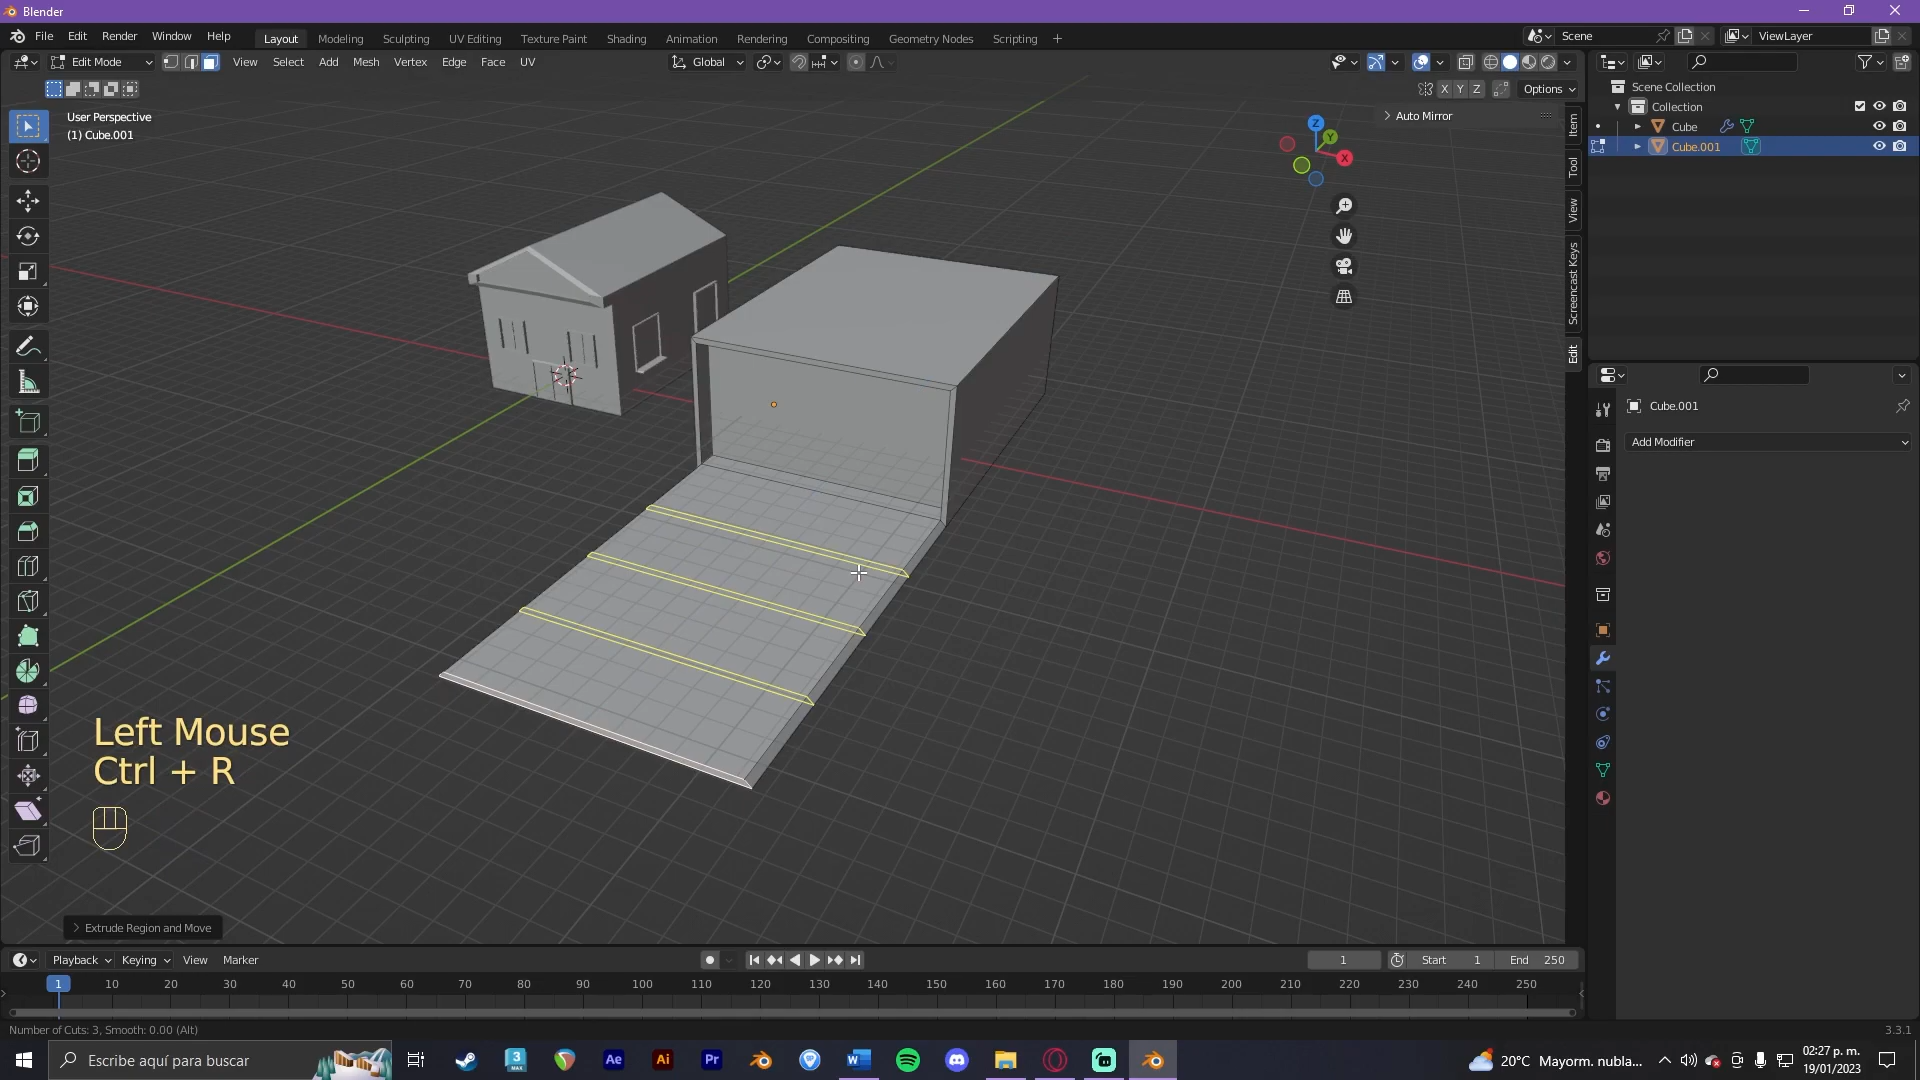 Blender
File Edit Render Window Help
Layout Modeling Sculpting UV Editing Texture Paint Shading Animation Rendering Compositing Geometry Nodes Scripting
Scene
ViewLayer
Edit Mode
View Select Add Mesh Vertex Edge Face UV
Global
X Y Z Options
User Perspective
(1) Cube.001
Auto Mirror
Z
Y
X
Item
Tool
View
Screencast Keys
Edit
Scene Collection
Collection
Cube
Cube.001
Cube.001
Add Modifier
Left Mouse
Ctrl + R
Extrude Region and Move
Playback Keying View Marker
1
Start 1
End 250
1 10 20 30 40 50 60 70 80 90 100 110 120 130 140 150 160 170 180 190 200 210 220 230 240 250
Number of Cuts: 3, Smooth: 0.00 (Alt)
3.3.1
Escribe aquí para buscar
3
MAX
Ae
Ai
Pr
W
20°C Mayorm. nubla...
02:27 p. m.
19/01/2023